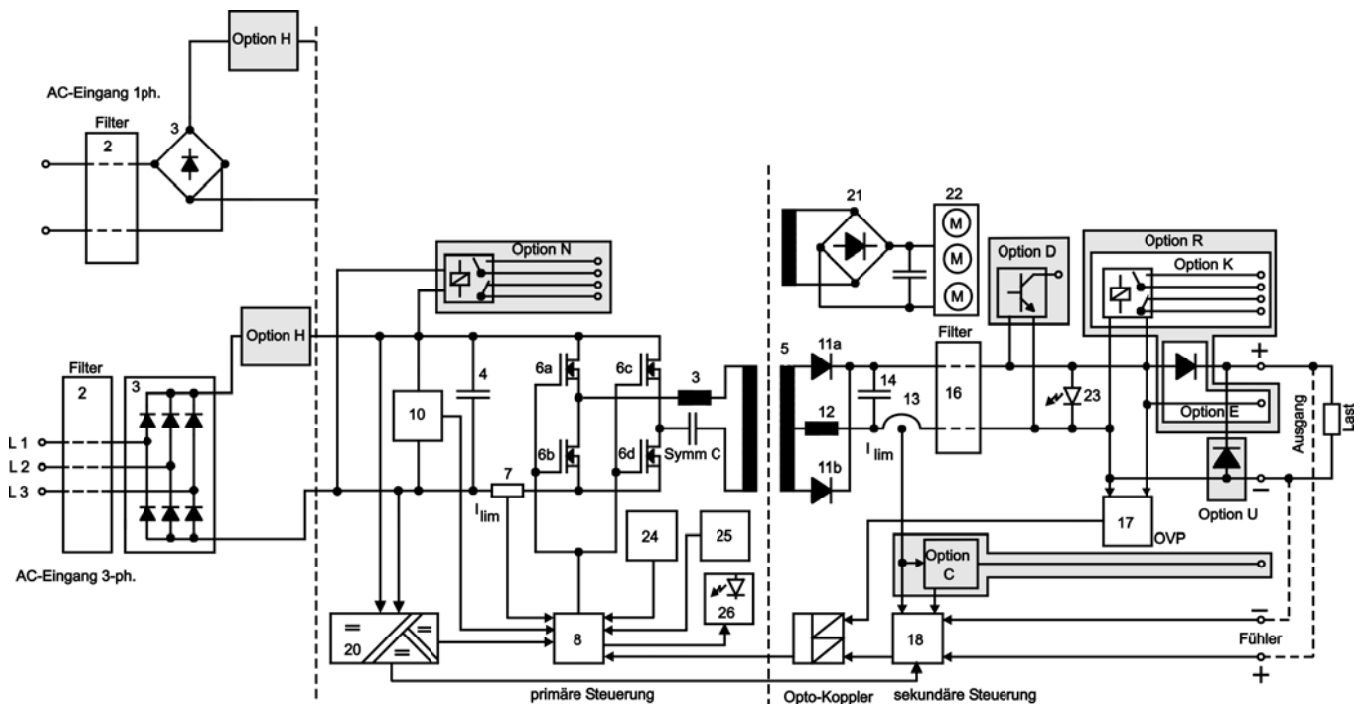 Option H
AC-Eingang 1ph.
Filter
2
3
Option N
21
22
M
M
M
Option D
Option R
Option K
Option H
Filter
2
3
L 1
L 2
L 3
AC-Eingang 3-ph.
10
4
6a
6c
6b
6d
3
Symm C
7
I lim
5
11a
12
11b
14
13
I lim
Filter
16
23
Option E
+
–
Ausgang
Last
Option U
17
OVP
24
25
26
20
8
Option
C
18
–
Fühler
+
primäre Steuerung
Opto-Koppler
sekundäre Steuerung